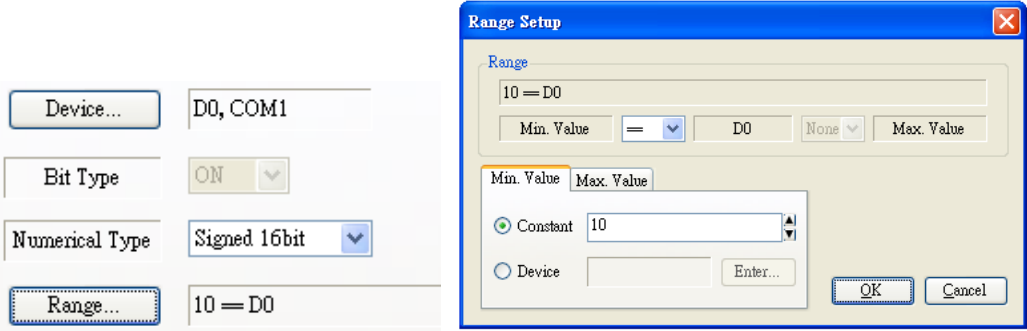 Device...
D0, COM1
Bit Type
ON
Numerical Type
Signed 16bit
Range...
10 == D0
Range Setup
Range
10 == D0
Min. Value
==
D0
None
Max. Value
Min. Value
Max. Value
Constant
10
Device
Enter...
OK
Cancel